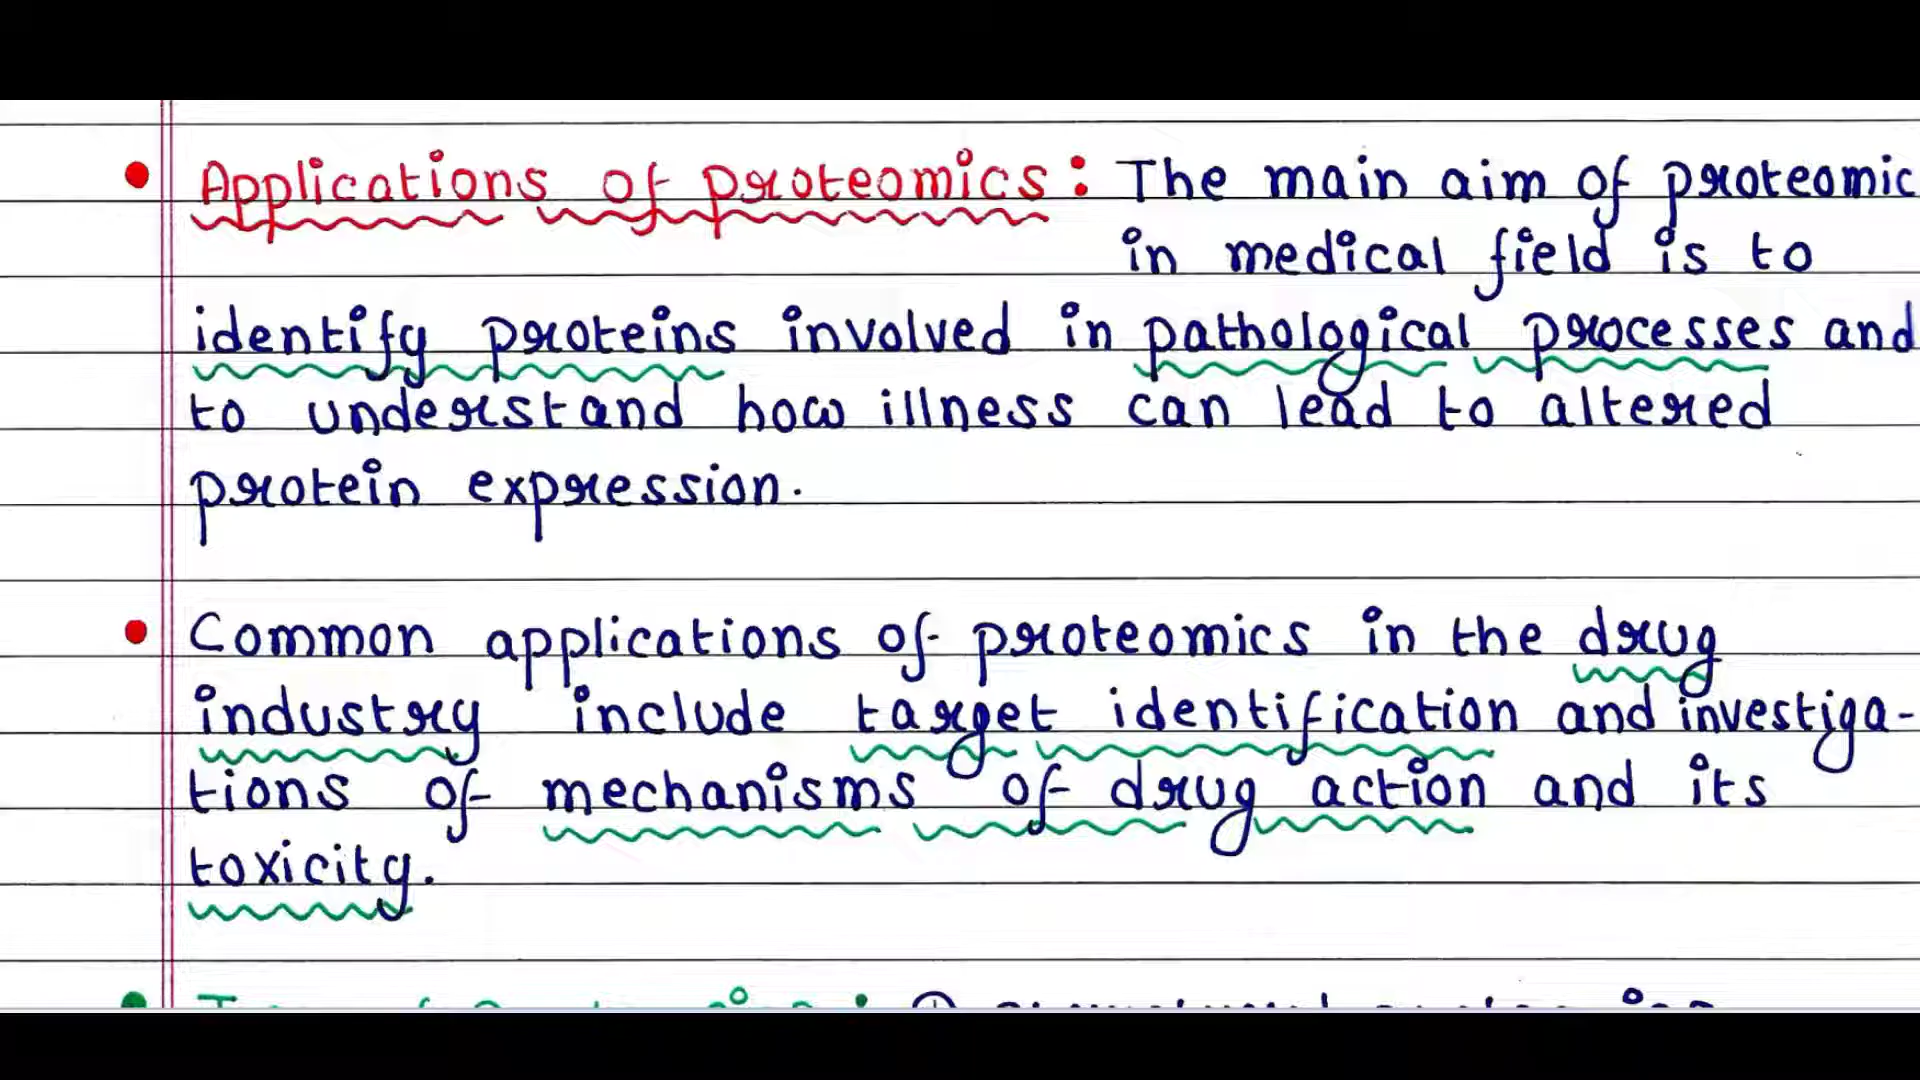 • Applications of proteomics: The main aim of proteomic
in medical field is to
identify proteins involved in pathological processes and
to understand how illness can lead to altered
protein expression.
• Common applications of proteomics in the drug
industry include target identification and investiga-
tions of mechanisms of drug action and its
toxicity.